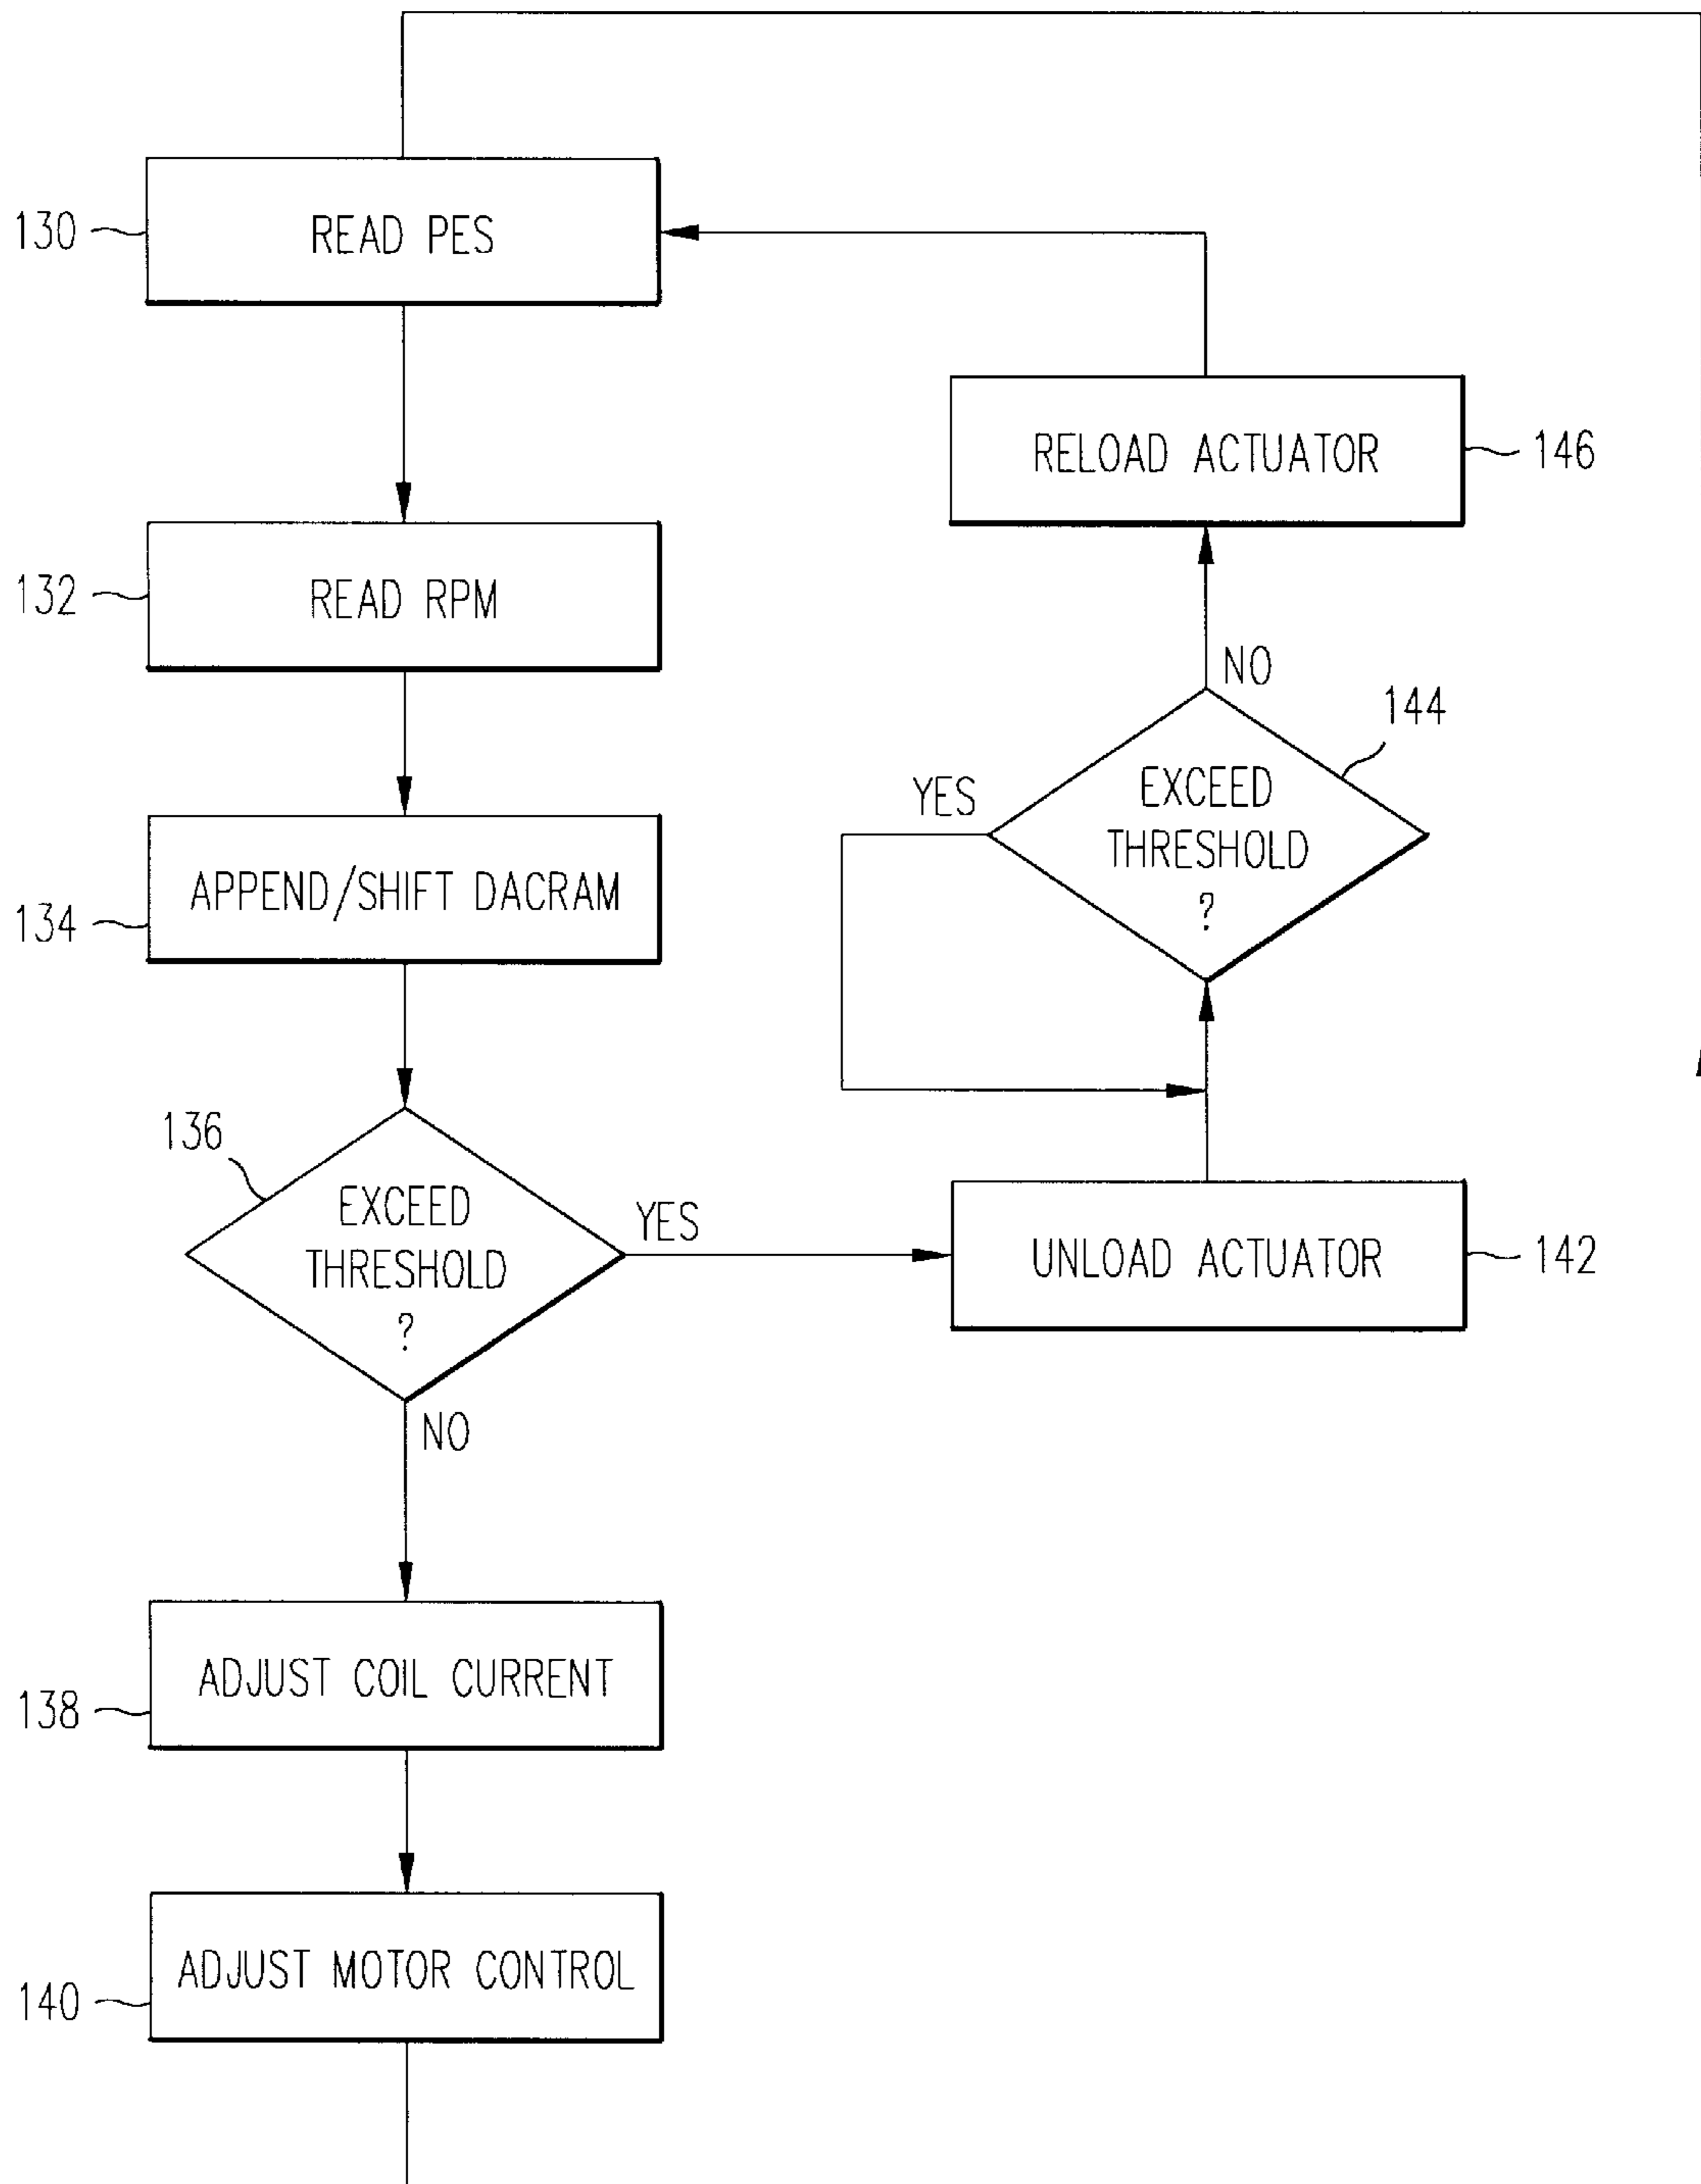 130
READ PES
132
READ RPM
134
APPEND/SHIFT DACRAM
136
EXCEED
THRESHOLD
?
YES
NO
138
ADJUST COIL CURRENT
140
ADJUST MOTOR CONTROL
UNLOAD ACTUATOR
142
EXCEED
THRESHOLD
?
144
YES
NO
RELOAD ACTUATOR
146